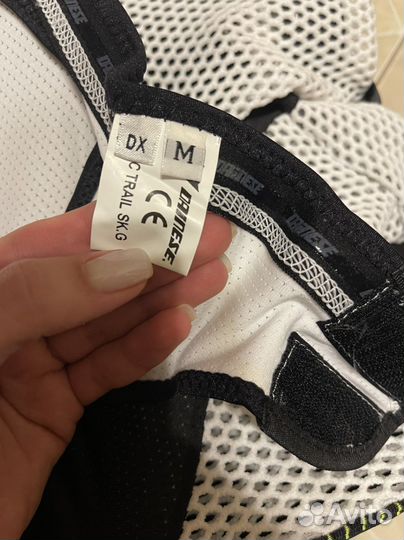 DX
M
DAINESE
CE
C TRAIL SK.G
DAINESE
DAINESE
Avito